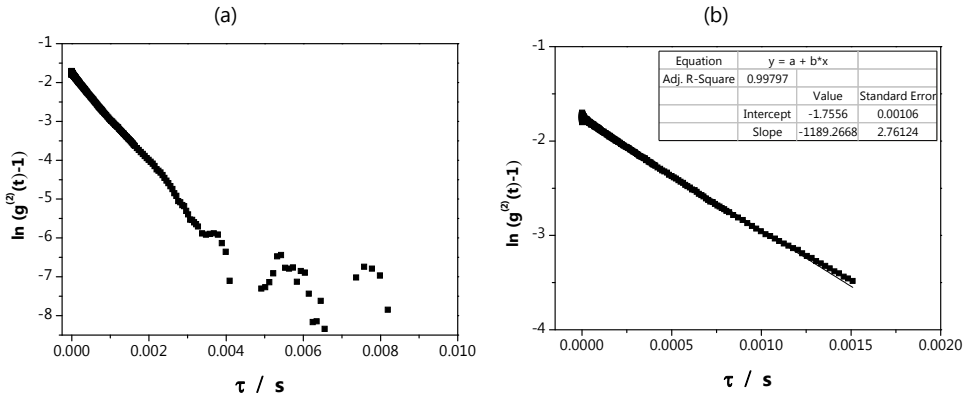 (a)
-1
-2
-3
-4
-5
-6
-7
-8
ln (g(2)(t)-1)
0.000 0.002 0.004 0.006 0.008 0.010
τ / s
(b)
-1
-2
-3
-4
ln (g(2)(t)-1)
Equation y = a + b*x
Adj. R-Square 0.99797
Value Standard Error
Intercept -1.7556 0.00106
Slope -1189.2668 2.76124
0.0000 0.0005 0.0010 0.0015 0.0020
τ / s